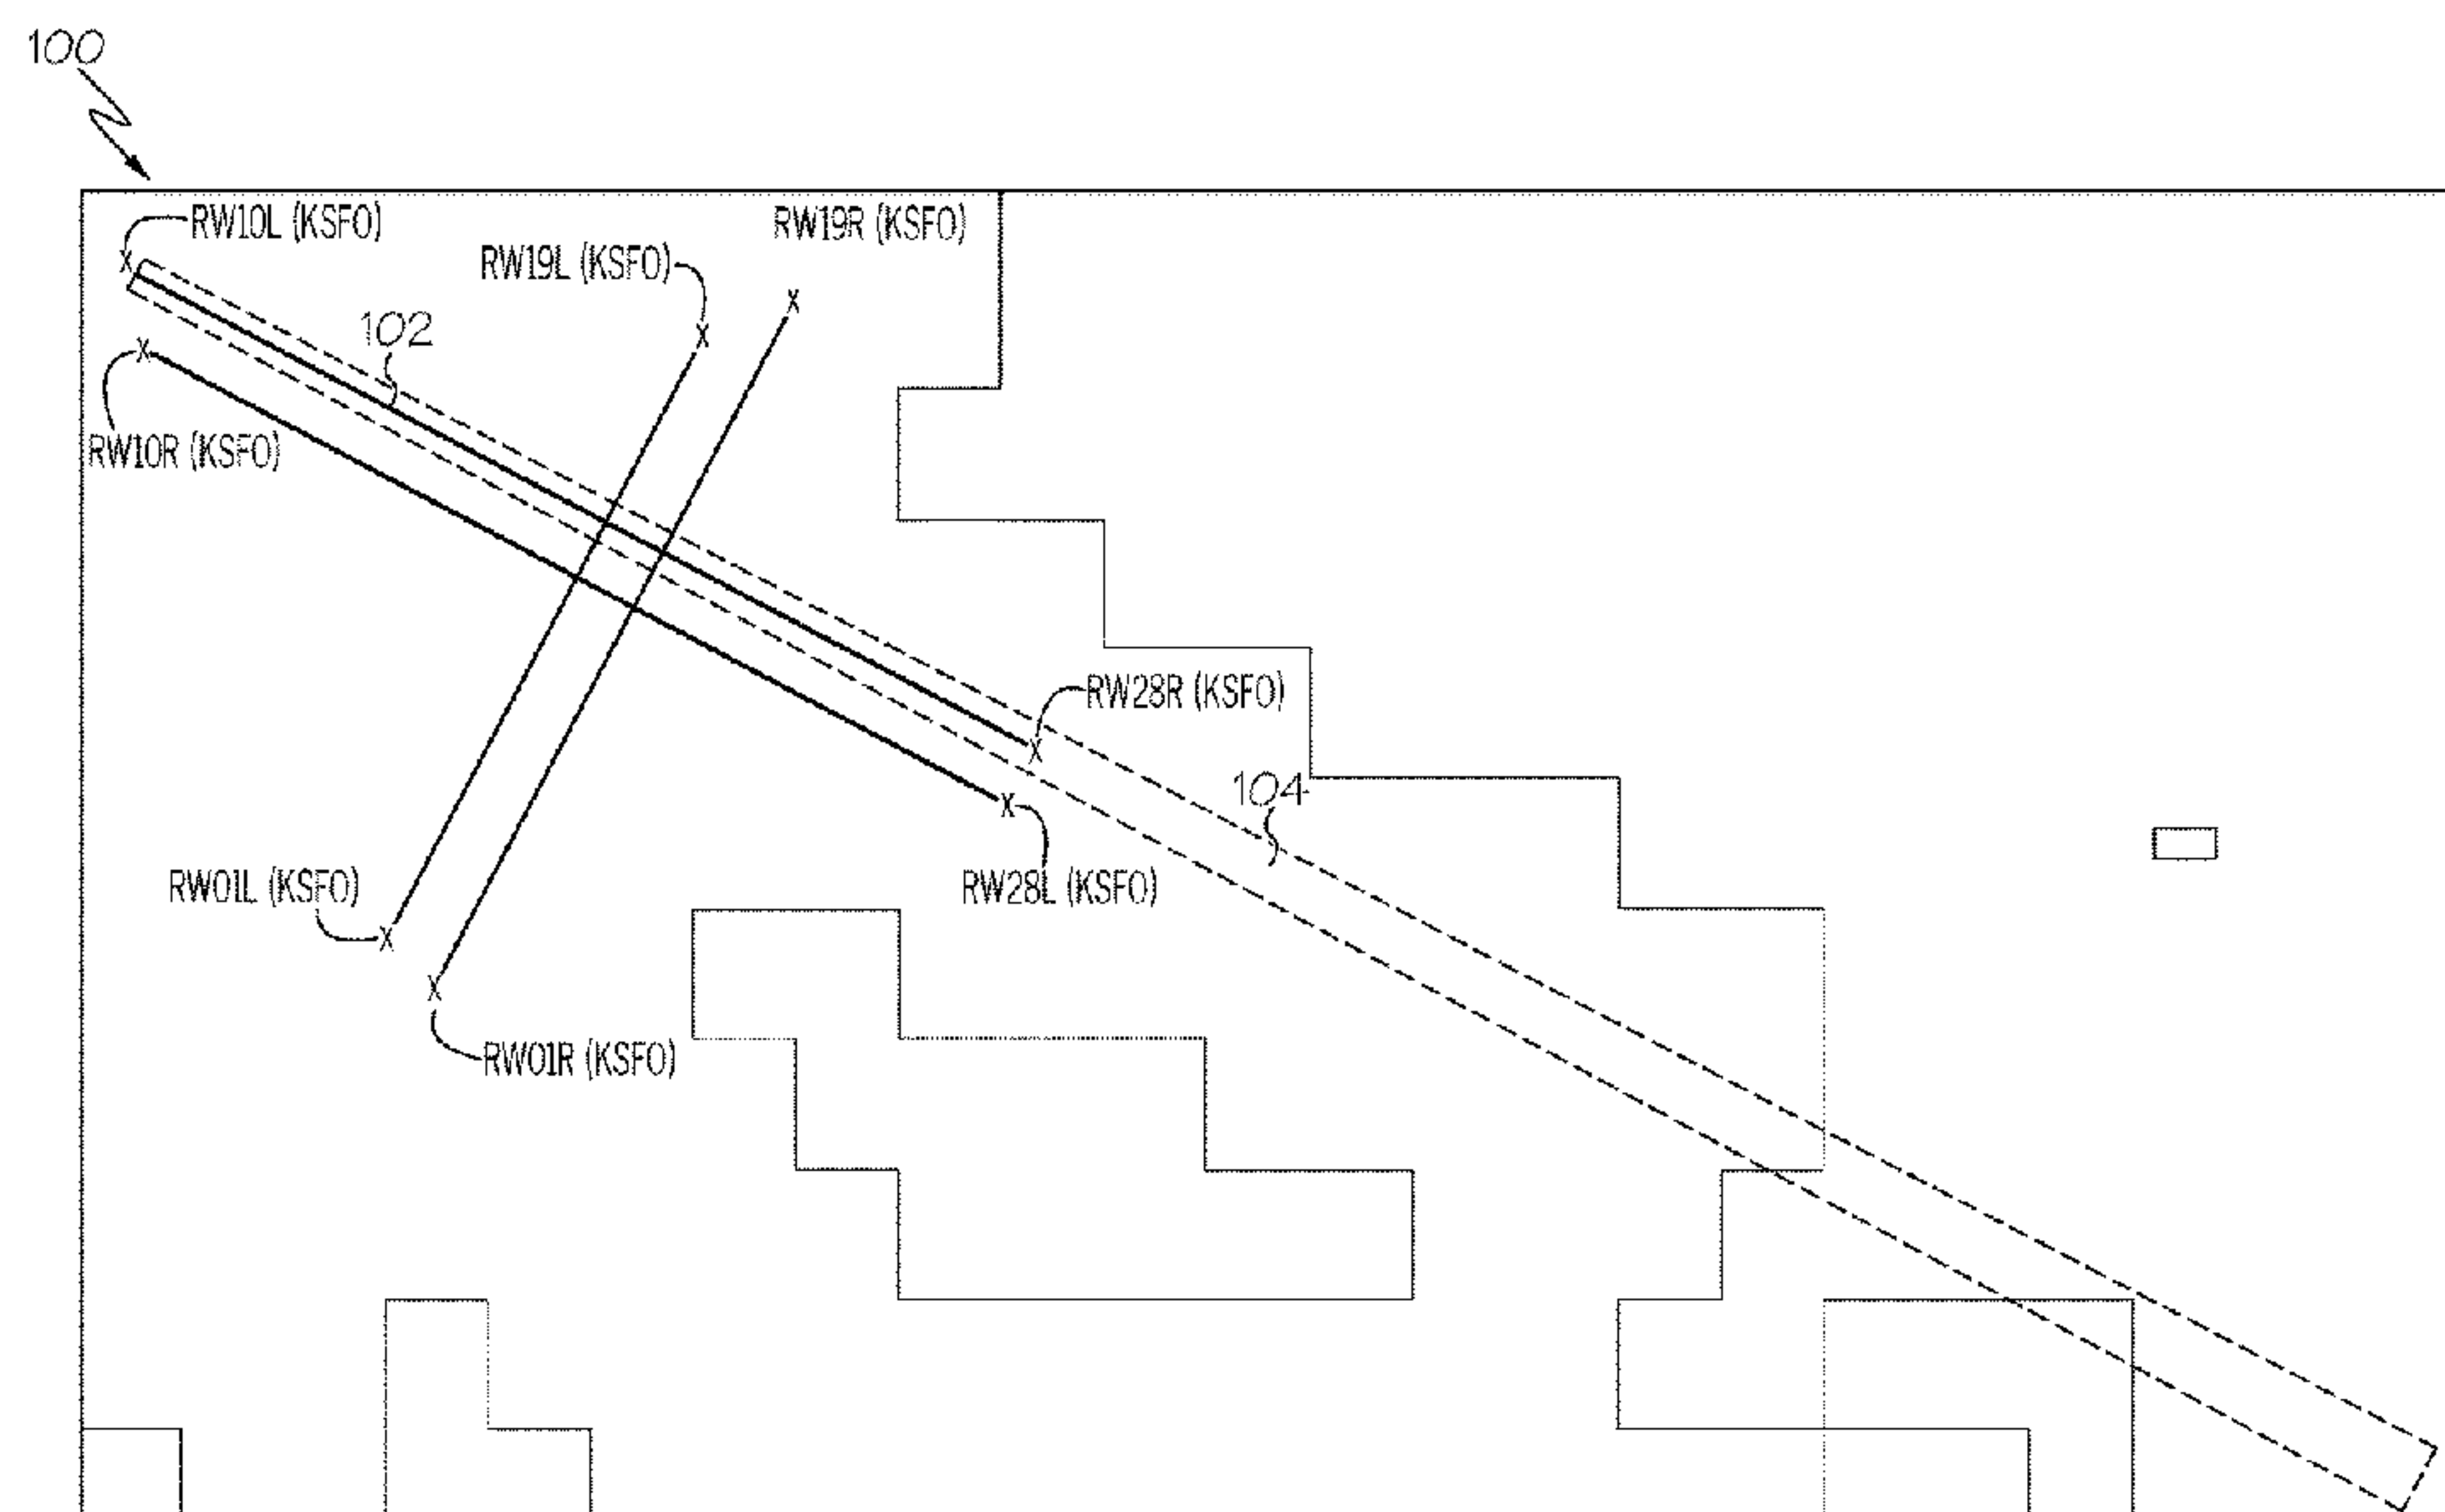 100
RW10L (KSFO)
RW19R (KSFO)
RW19L (KSFO)
102
RW10R (KSFO)
RW28R (KSFO)
104
RW01L (KSFO)
RW28L (KSFO)
RW01R (KSFO)